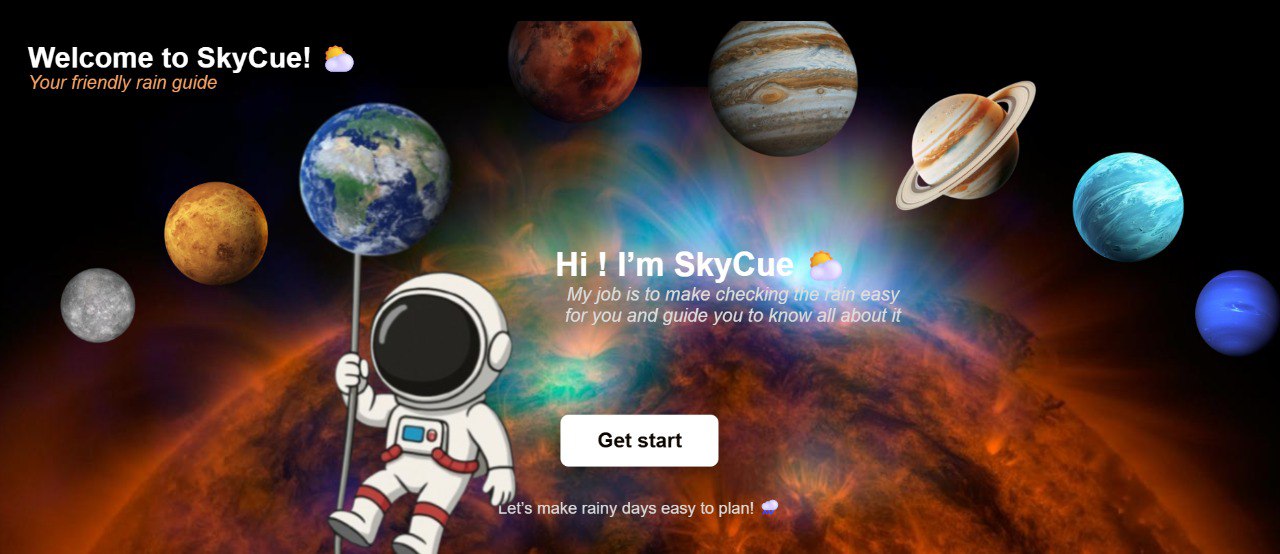 Welcome to SkyCue!
Your friendly rain guide
Hi ! I’m SkyCue
My job is to make checking the rain easy
for you and guide you to know all about it
Get start
Let’s make rainy days easy to plan!